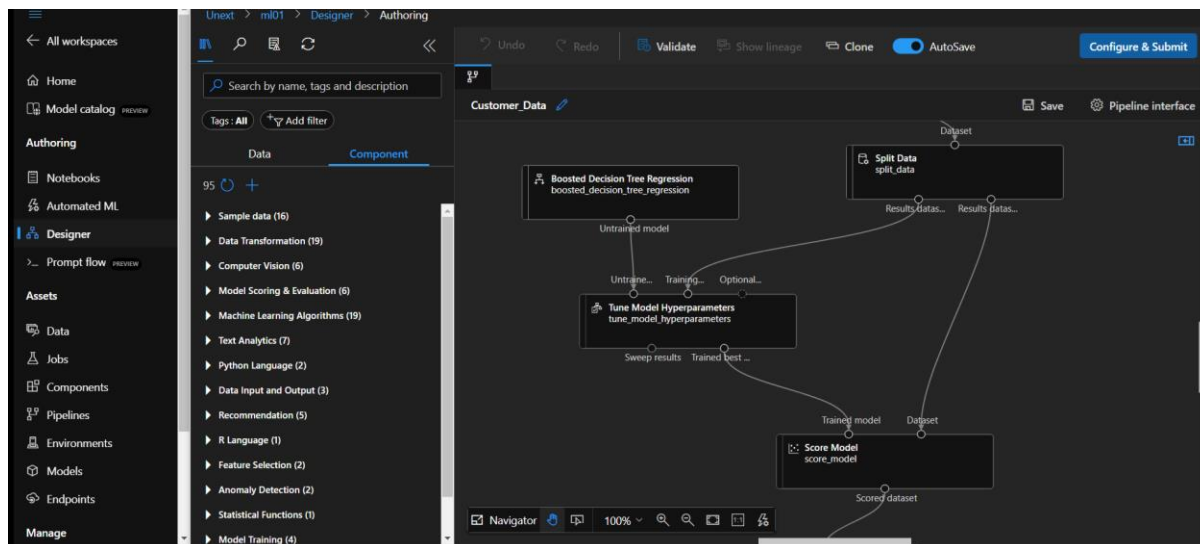 Unext > ml01 > Designer > Authoring
All workspaces
Home
Model catalog PREVIEW
Authoring
Notebooks
Automated ML
Designer
Prompt flow PREVIEW
Assets
Data
Jobs
Components
Pipelines
Environments
Models
Endpoints
Manage
Search by name, tags and description
Tags : All
Add filter
Data Component
95
Sample data (16)
Data Transformation (19)
Computer Vision (6)
Model Scoring & Evaluation (6)
Machine Learning Algorithms (19)
Text Analytics (7)
Python Language (2)
Data Input and Output (3)
Recommendation (5)
R Language (1)
Feature Selection (2)
Anomaly Detection (2)
Statistical Functions (1)
Model Training (4)
Undo Redo Validate Show lineage Clone AutoSave Configure & Submit
Customer_Data Save Pipeline interface
Dataset
Split Data
split_data
Results datas... Results datas...
Boosted Decision Tree Regression
boosted_decision_tree_regression
Untrained model
Untraine... Training... Optional...
Tune Model Hyperparameters
tune_model_hyperparameters
Sweep results Trained best ...
Trained model Dataset
Score Model
score_model
Scored dataset
Navigator 100% 1:1